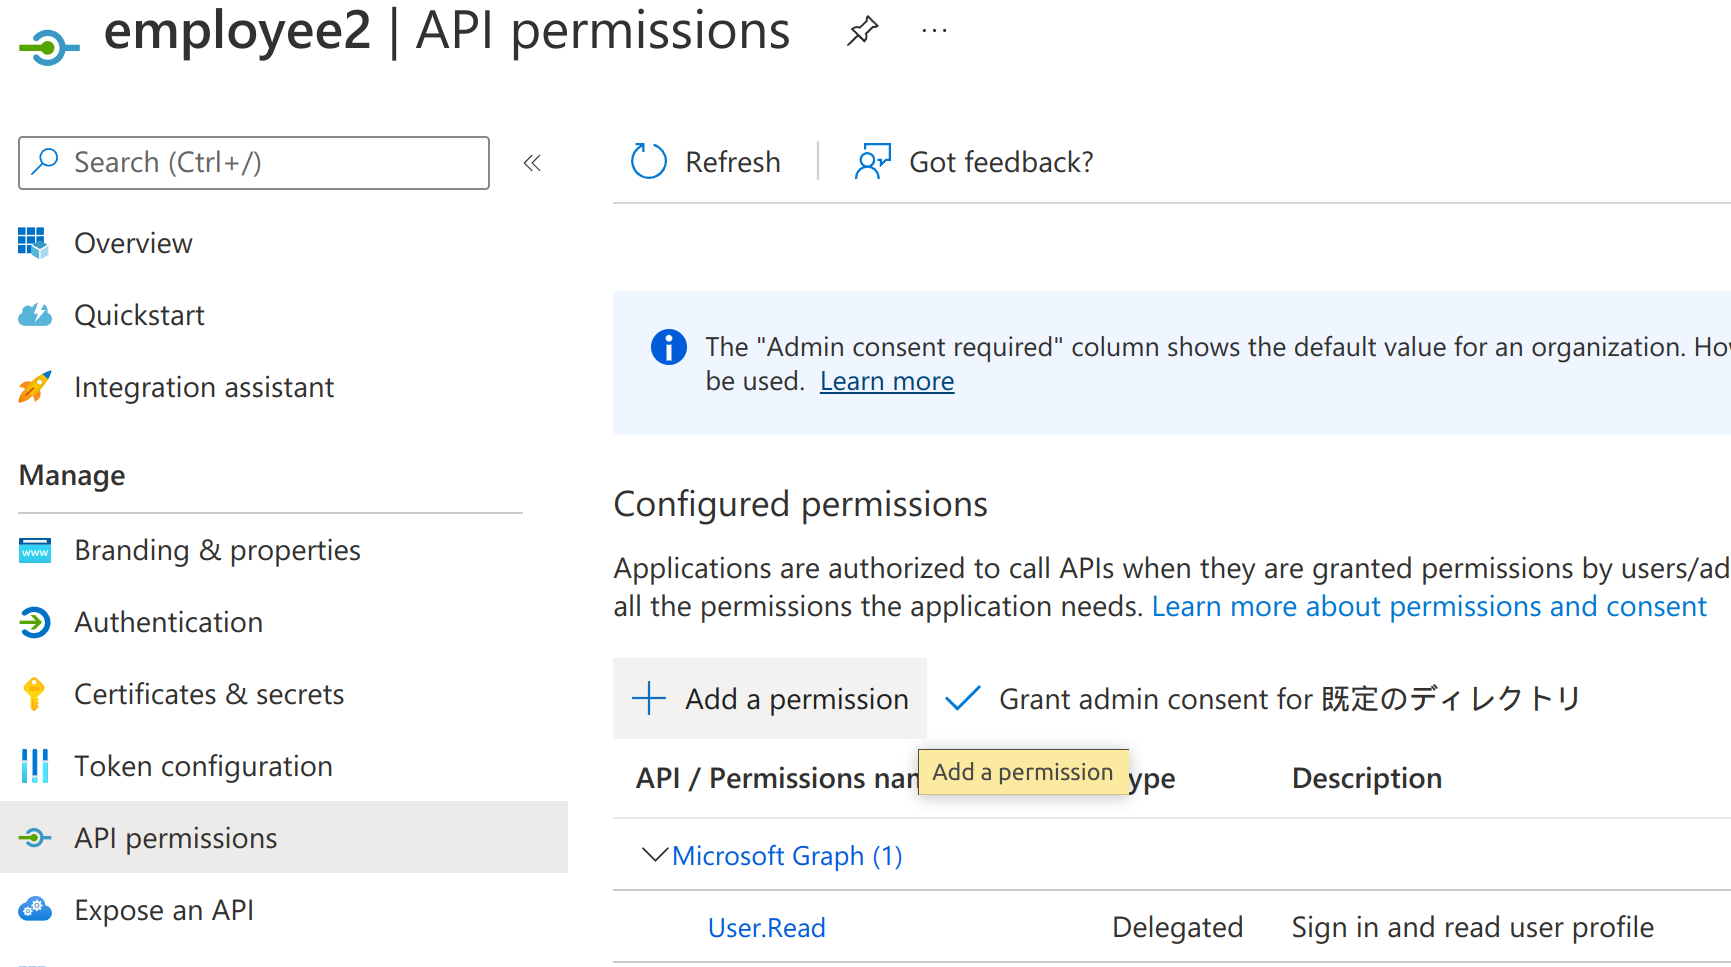 employee2 | API permissions
Search (Ctrl+/)
Overview
Quickstart
Integration assistant
Manage
Branding & properties
Authentication
Certificates & secrets
Token configuration
API permissions
Expose an API
Refresh
Got feedback?
The "Admin consent required" column shows the default value for an organization.
be used. Learn more
Configured permissions
Applications are authorized to call APIs when they are granted permissions by users/ad
all the permissions the application needs. Learn more about permissions and consent
Add a permission
Grant admin consent for 既定のディレクトリ
API / Permissions nam
Add a permission
ype
Description
Microsoft Graph (1)
User.Read
Delegated
Sign in and read user profile